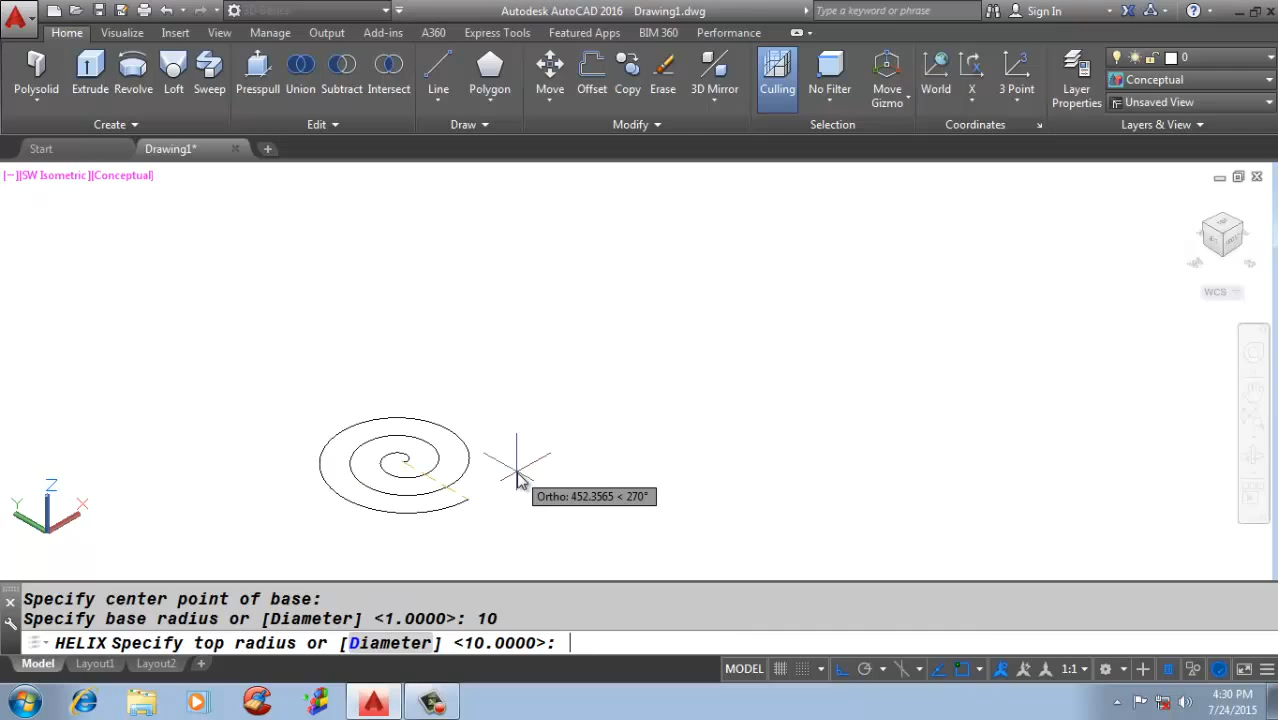 Autodesk AutoCAD 2016 Drawing1.dwg
Type a keyword or phrase
Sign In
Home Visualize Insert View Manage Output Add-ins A360 Express Tools Featured Apps BIM 360 Performance
Polysolid Extrude Revolve Loft Sweep Presspull Union Subtract Intersect Line Polygon Move Offset Copy Erase 3D Mirror Culling No Filter Move Gizmo World X 3 Point Layer Properties
0
Conceptual
Unsaved View
Create Edit Draw Modify Selection Coordinates Layers & View
Start Drawing1*
[−][SW Isometric][Conceptual]
TOP
WCS
Ortho: 452.3565 < 270°
Z
Y X
Specify center point of base:
Specify base radius or [Diameter] <1.0000>: 10
HELIX Specify top radius or [Diameter] <10.0000>:
Model Layout1 Layout2 +
MODEL 1:1
4:30 PM
7/24/2015